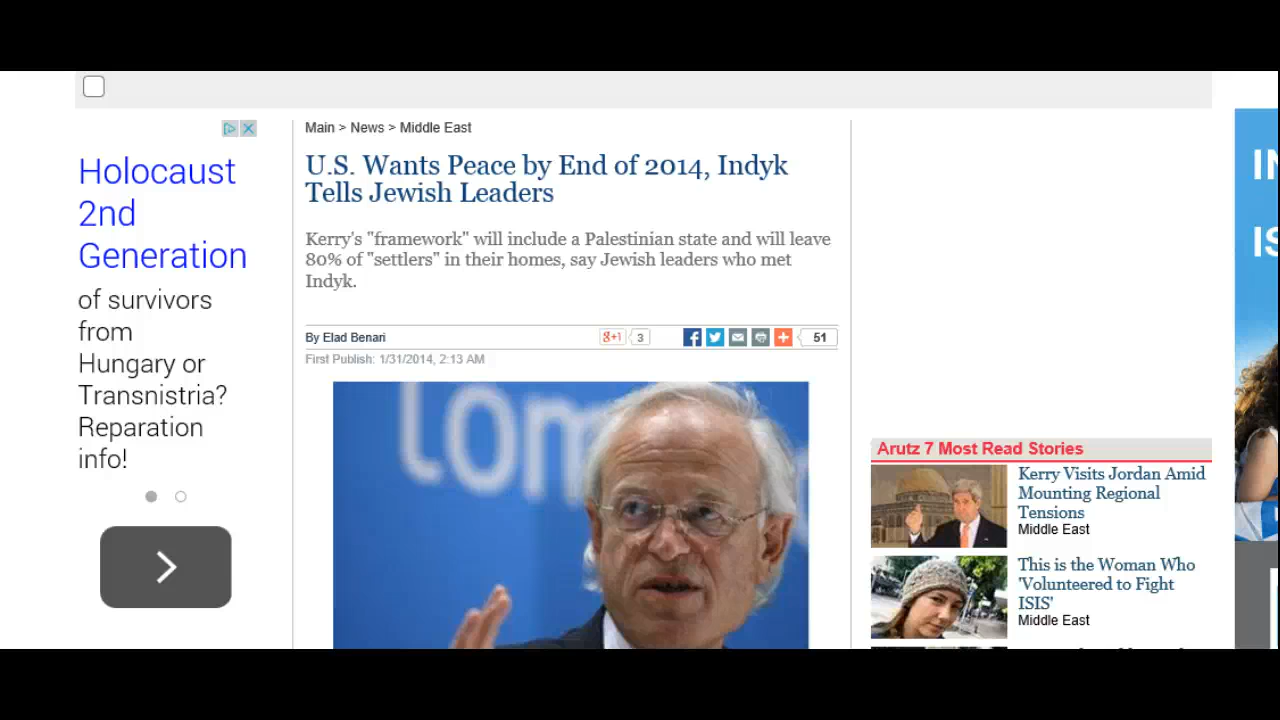 Holocaust
2nd
Generation
of survivors
from
Hungary or
Transnistria?
Reparation
info!
Main > News > Middle East
U.S. Wants Peace by End of 2014, Indyk
Tells Jewish Leaders
Kerry's "framework" will include a Palestinian state and will leave
80% of "settlers" in their homes, say Jewish leaders who met
Indyk.
By Elad Benari
g+1 3
51
First Publish: 1/31/2014, 2:13 AM
lom
Arutz 7 Most Read Stories
Kerry Visits Jordan Amid
Mounting Regional
Tensions
Middle East
This is the Woman Who
'Volunteered to Fight
ISIS'
Middle East